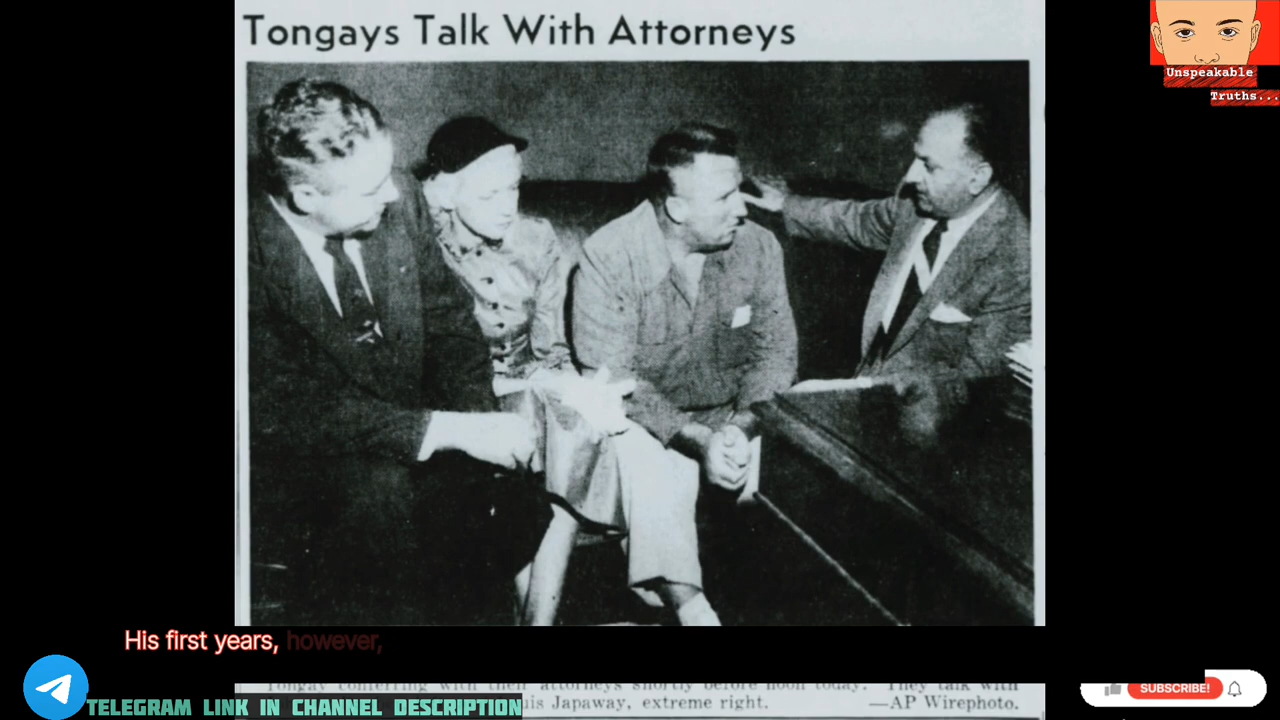 Tongays Talk With Attorneys
Unspeakable
Truths...
His first years, however,
Tongay conferring with their attorneys shortly before noon today. They talk with
uis Japaway, extreme right. —AP Wirephoto.
TELEGRAM LINK IN CHANNEL DESCRIPTION
SUBSCRIBE!